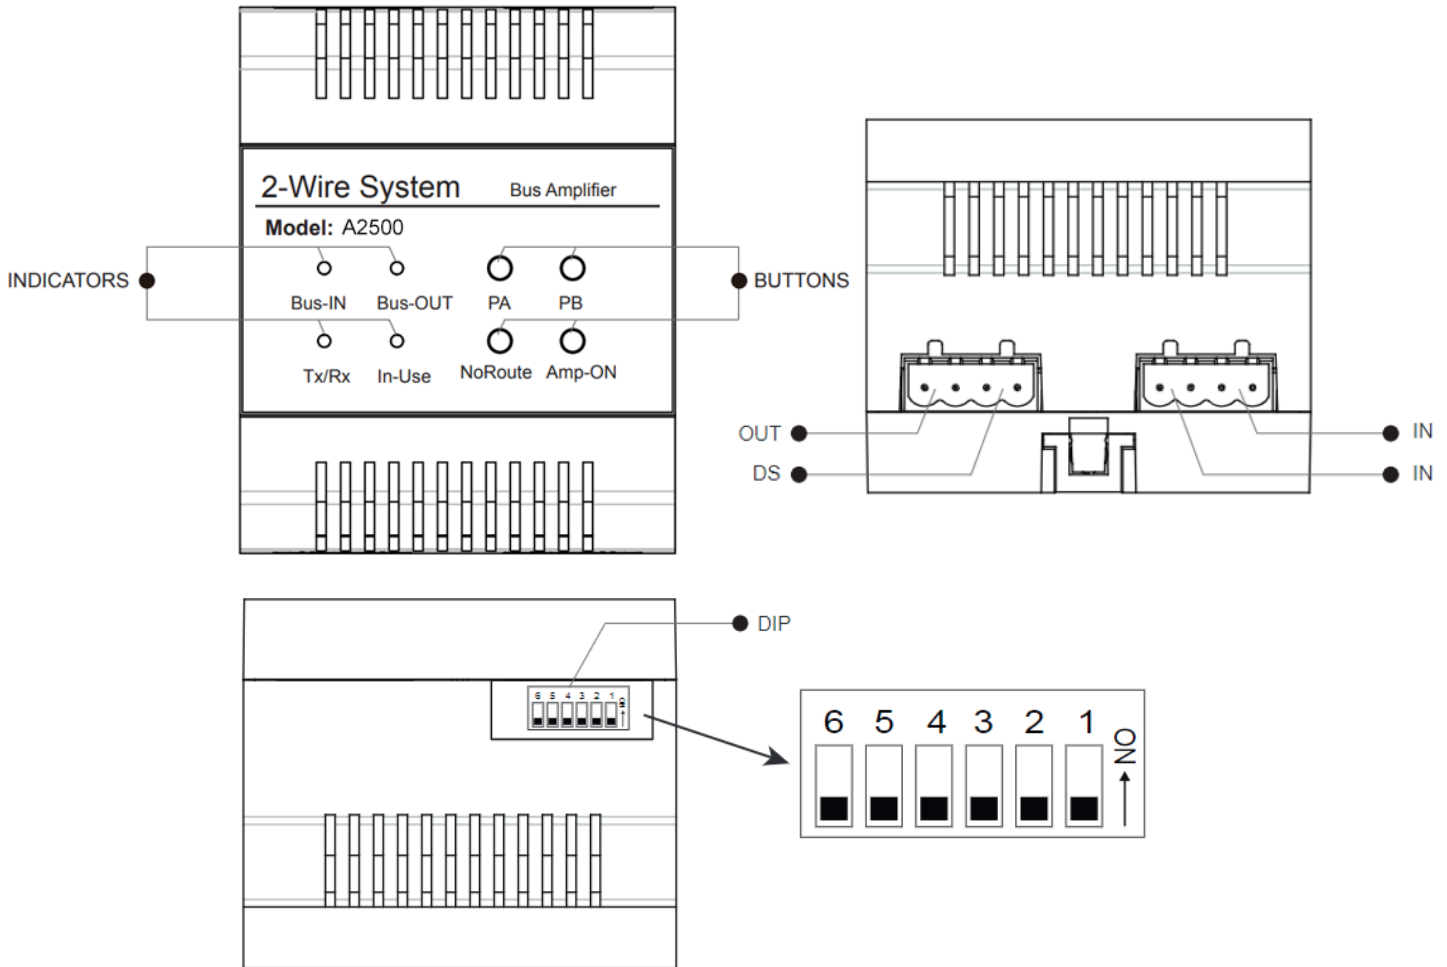 2-Wire System Bus Amplifier
Model: A2500
INDICATORS
BUTTONS
Bus-IN Bus-OUT PA PB
Tx/Rx In-Use NoRoute Amp-ON
OUT
DS
IN
IN
DIP
6 5 4 3 2 1 ON
6 5 4 3 2 1 ON